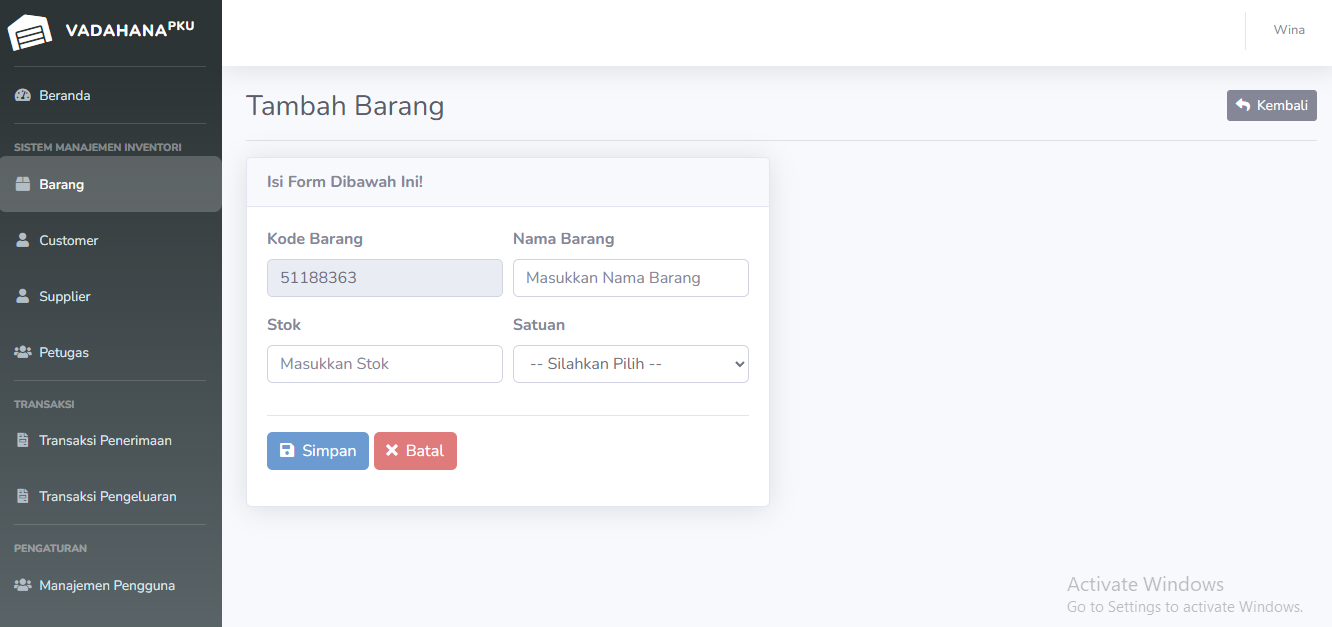 VADAHANA PKU
Wina
Beranda
SISTEM MANAJEMEN INVENTORI
Barang
Customer
Supplier
Petugas
TRANSAKSI
Transaksi Penerimaan
Transaksi Pengeluaran
PENGATURAN
Manajemen Pengguna
Tambah Barang
Kembali
Isi Form Dibawah Ini!
Kode Barang Nama Barang
51188363 Masukkan Nama Barang
Stok Satuan
Masukkan Stok -- Silahkan Pilih --
Simpan Batal
Activate Windows
Go to Settings to activate Windows.